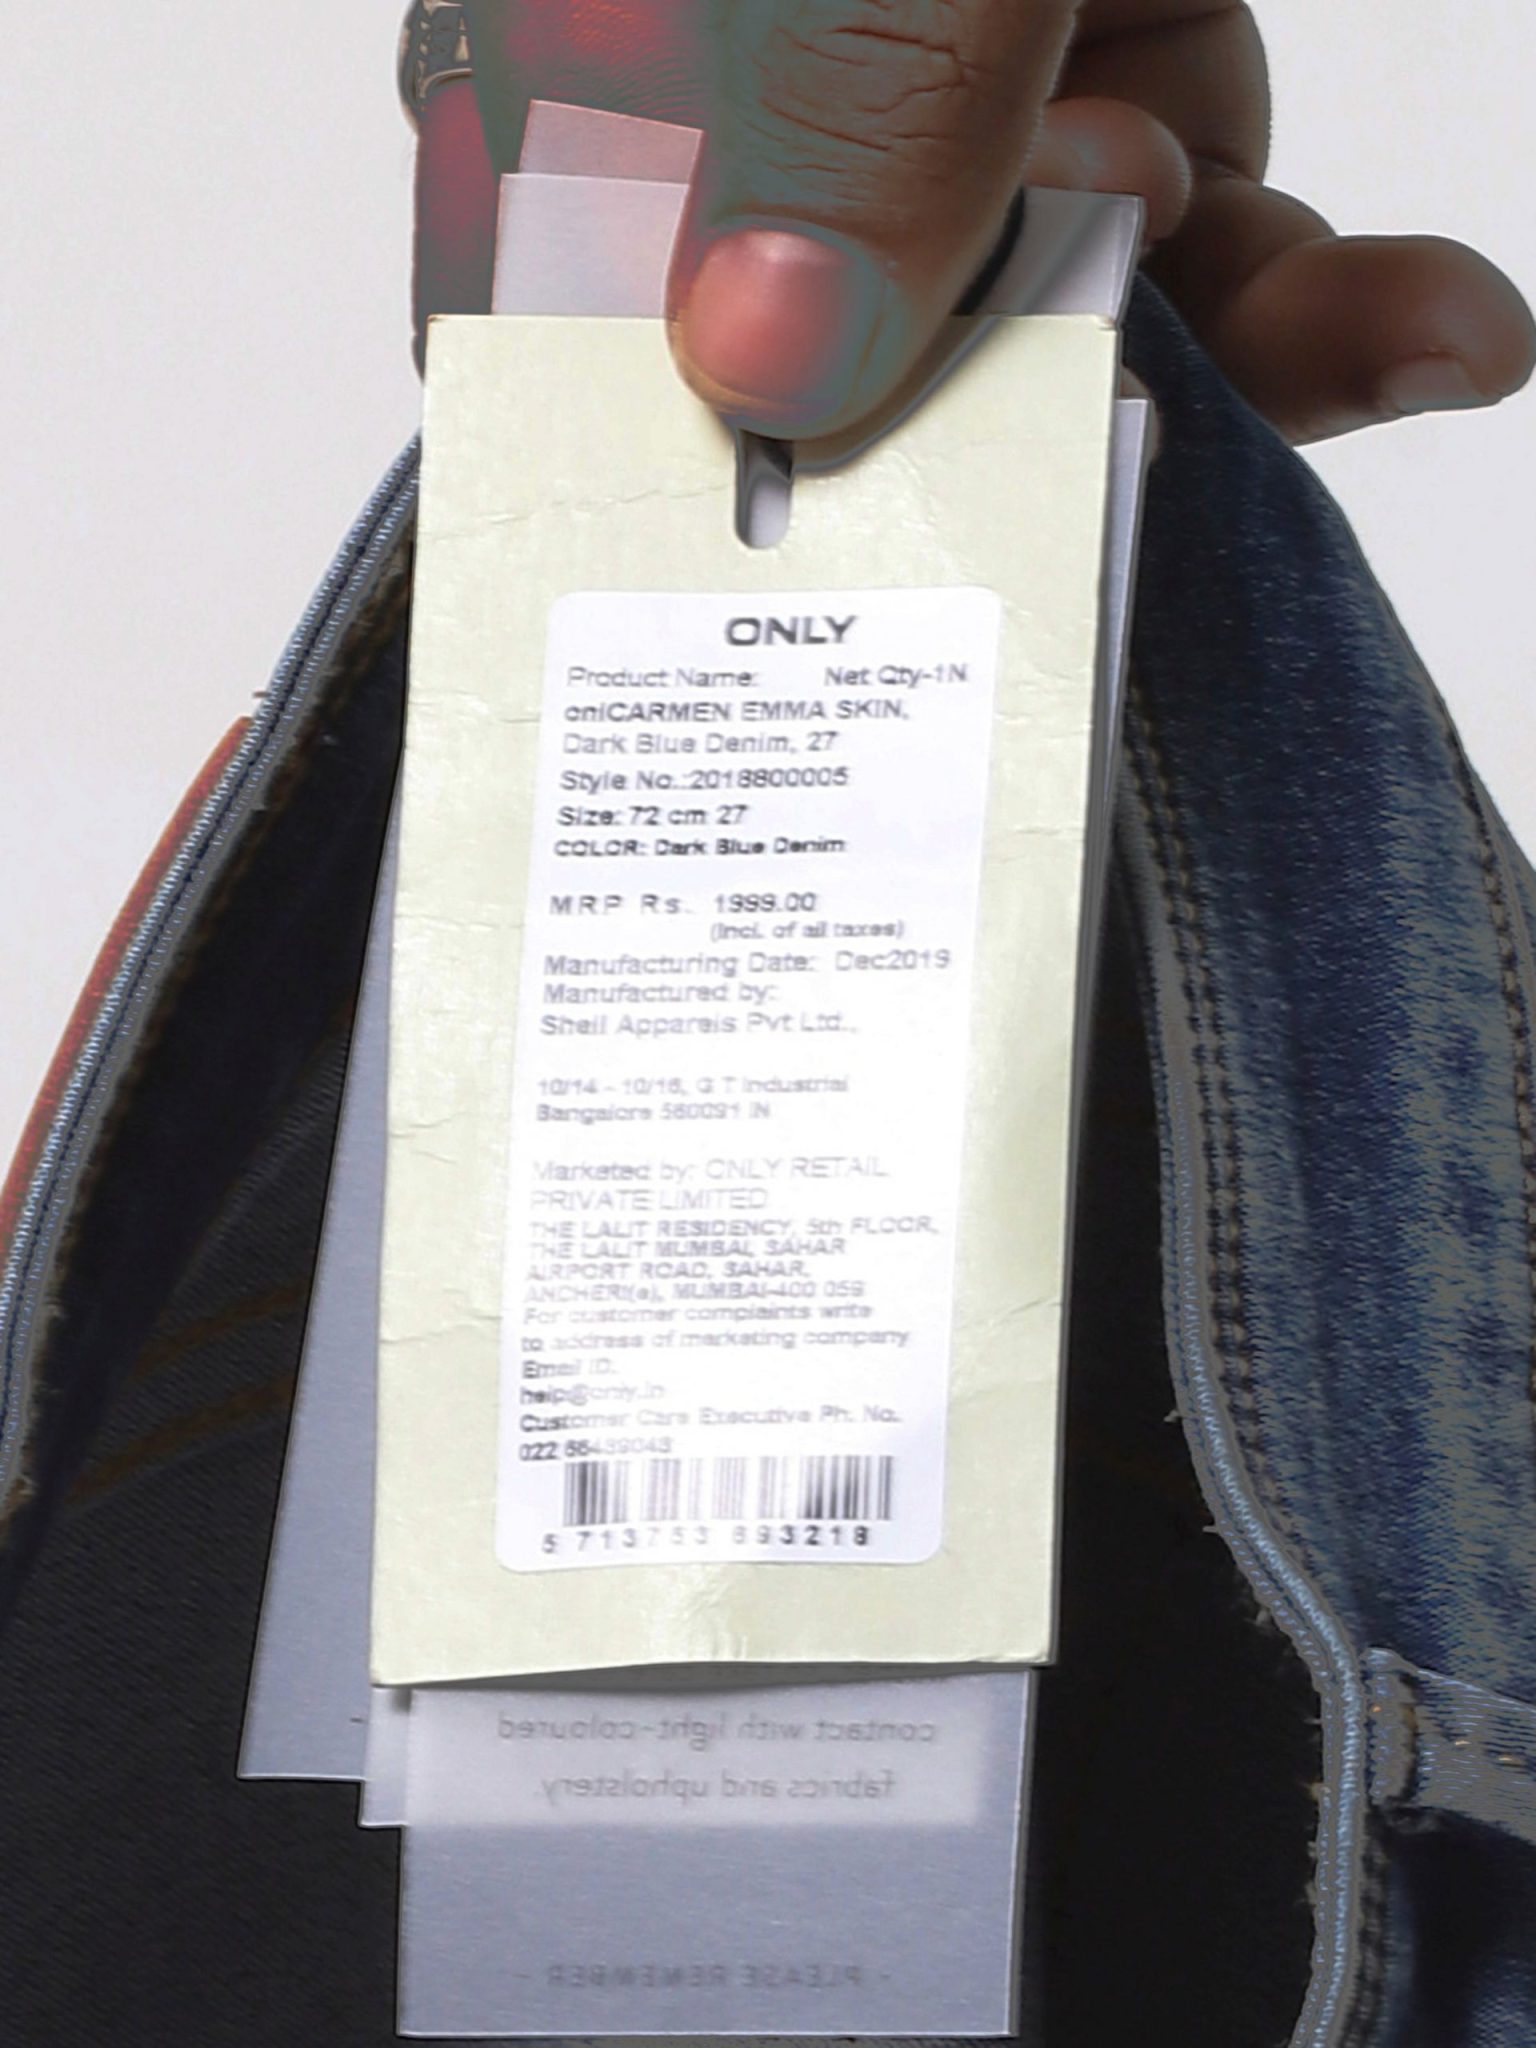 ONLY
Product Name: Net Qty-1N
onlCARMEN EMMA SKIN,
Dark Blue Denim, 27
Style No.:2018800005
Size: 72 cm 27
COLOR: Dark Blue Denim
MRP Rs. 1999.00
(Incl. of all taxes)
Manufacturing Date: Dec2019
Manufactured by:
Shell Apparels Pvt Ltd.,
10/14 - 10/16, G T Industrial
Bangalore 560091 IN
Marketed by: ONLY RETAIL
PRIVATE LIMITED
THE LALIT RESIDENCY, 5th FLOOR,
THE LALIT MUMBAI, SAHAR
AIRPORT ROAD, SAHAR,
ANCHERI(e), MUMBAI-400 059
For customer complaints write
to address of marketing company
Email ID.
help@only.in
Customer Care Executive Ph. No.
022
5 713753 693218
contact with light-coloured
fabrics and upholstery.
- PLEASE REMEMBER -